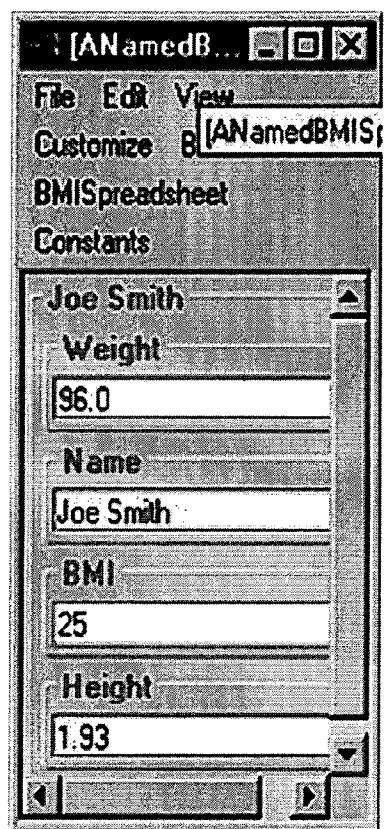 [ANamedB...
File Edit View
Customize B
[ANamedBMISp
BMISpreadsheet
Constants
Joe Smith
Weight
96.0
Name
Joe Smith
BMI
25
Height
1.93